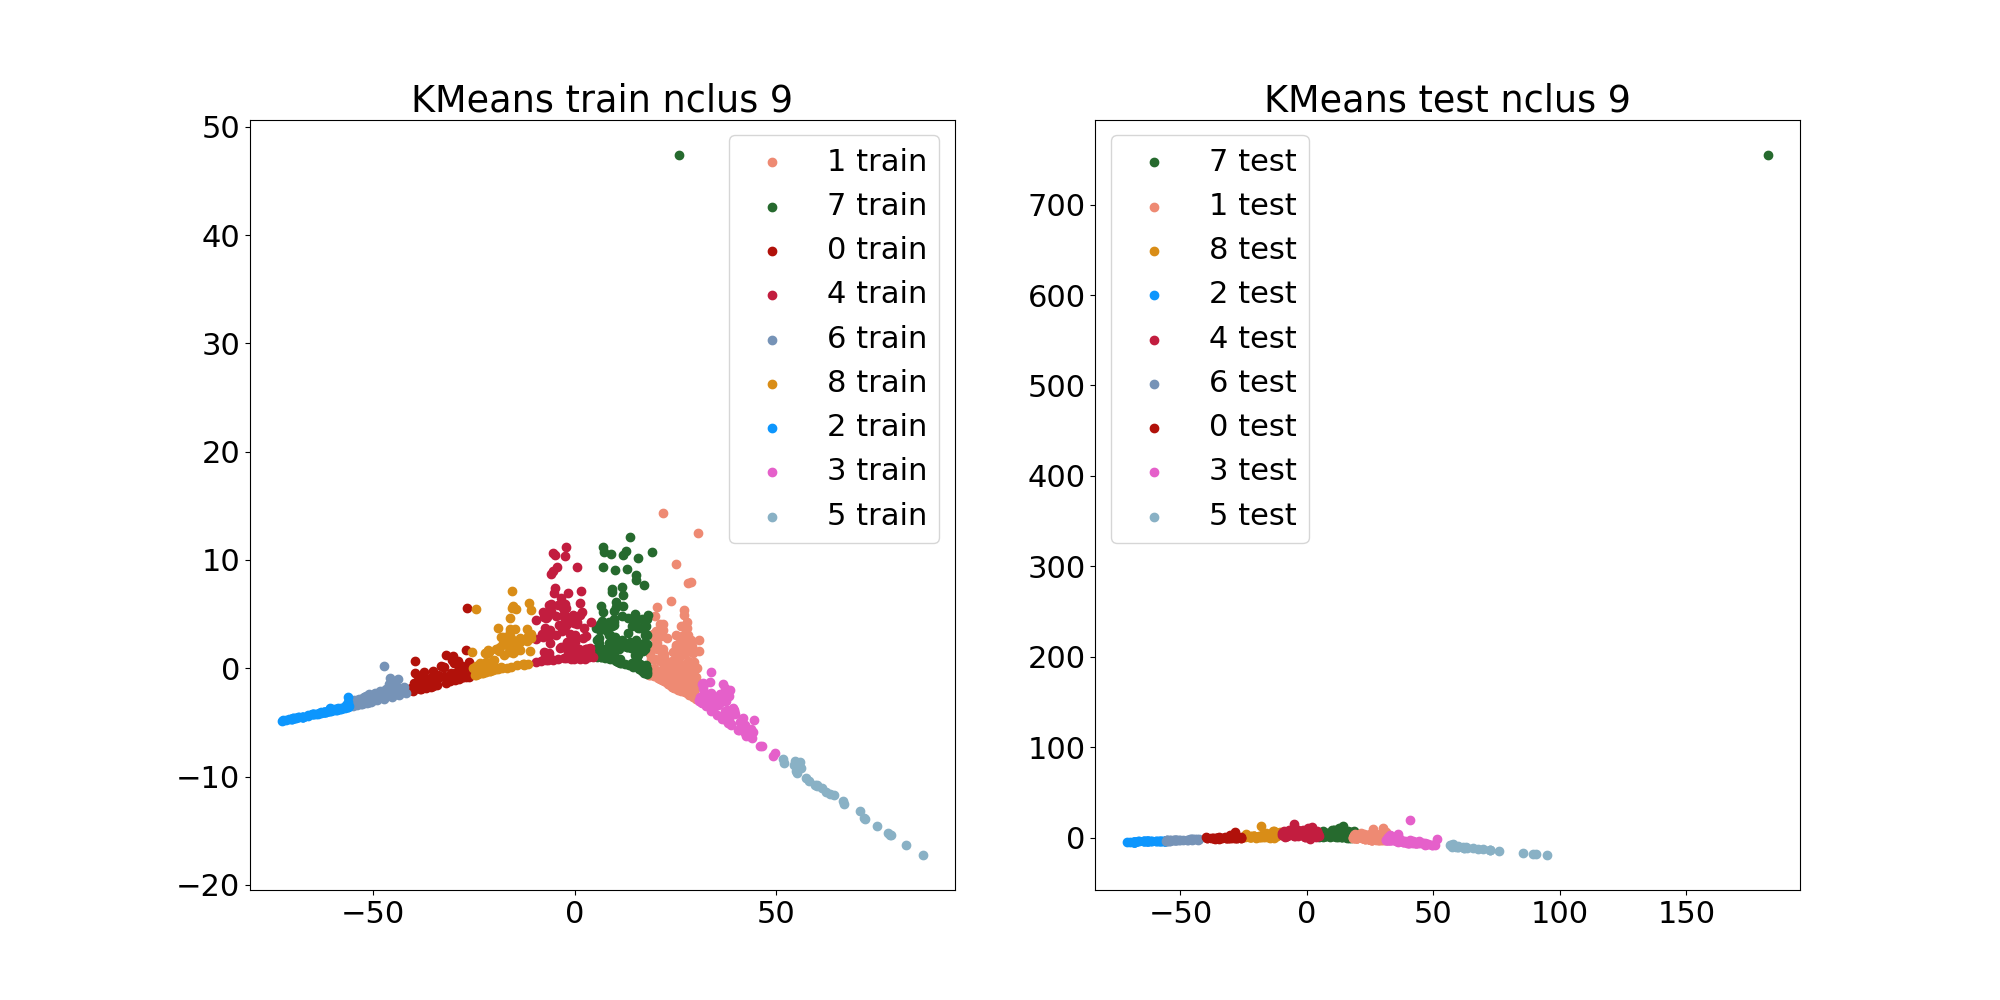 KMeans train nclus 9
50
40
30
20
10
0
−10
−20
−50
0
50
1 train
7 train
0 train
4 train
6 train
8 train
2 train
3 train
5 train
KMeans test nclus 9
700
600
500
400
300
200
100
0
−50
0
50
100
150
7 test
1 test
8 test
2 test
4 test
6 test
0 test
3 test
5 test